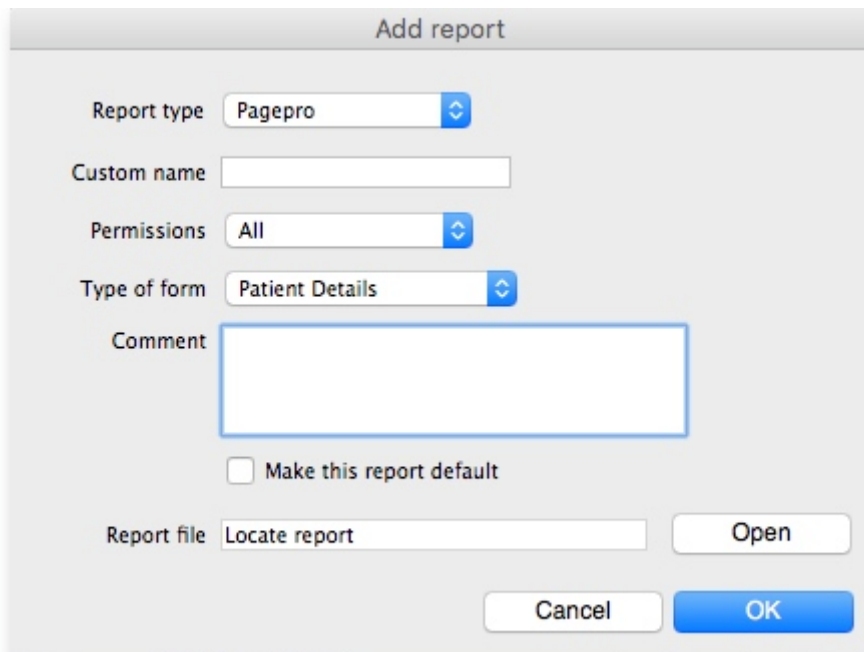 Add report
Report type Pagepro
Custom name
Permissions All
Type of form Patient Details
Comment
Make this report default
Report file Locate report Open
Cancel OK